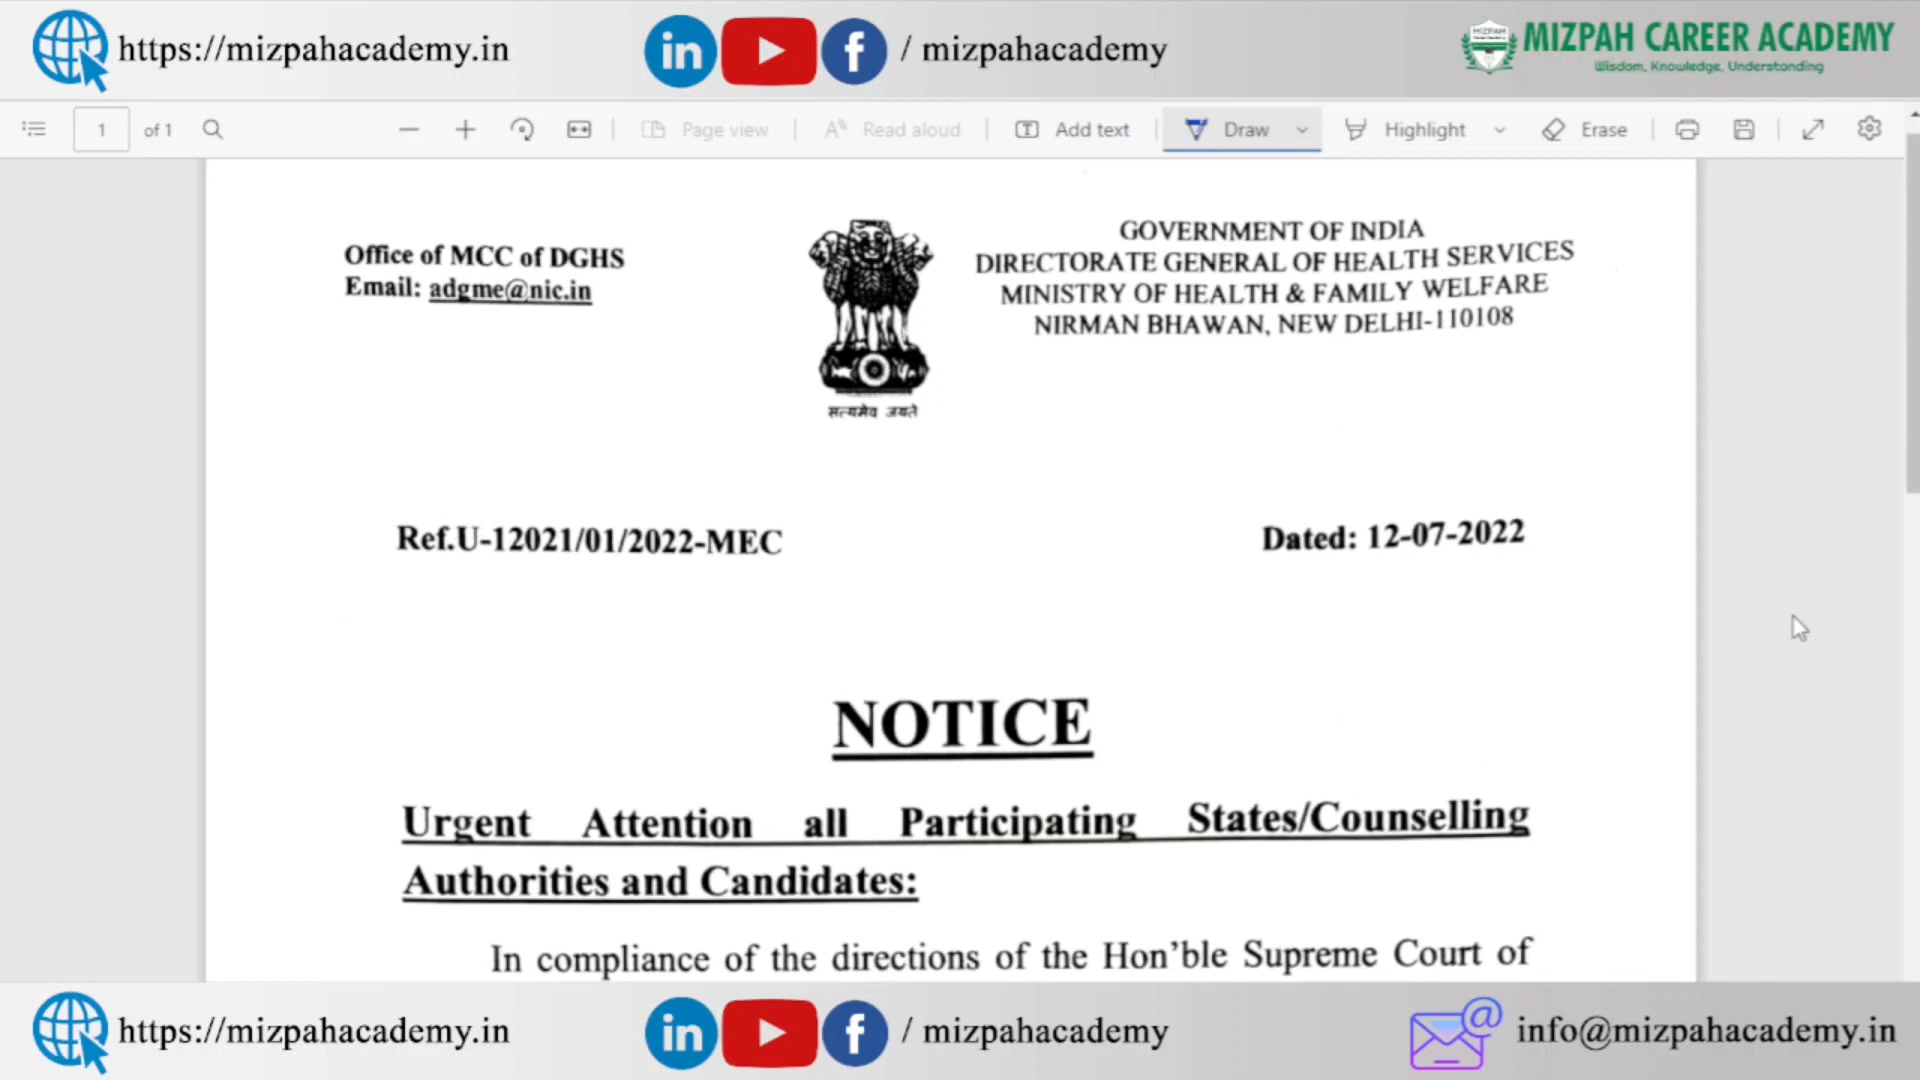 https://mizpahacademy.in
in f / mizpahacademy
MIZPAH
MIZPAH CAREER ACADEMY
Wisdom, Knowledge, Understanding
1 of 1 Page view Read aloud Add text Draw Highlight Erase
Office of MCC of DGHS
Email: adgme@nic.in
सत्यमेव जयते
GOVERNMENT OF INDIA
DIRECTORATE GENERAL OF HEALTH SERVICES
MINISTRY OF HEALTH & FAMILY WELFARE
NIRMAN BHAWAN, NEW DELHI-110108
Ref.U-12021/01/2022-MEC
Dated: 12-07-2022
NOTICE
Urgent Attention all Participating States/Counselling
Authorities and Candidates:
In compliance of the directions of the Hon'ble Supreme Court of
https://mizpahacademy.in
in f / mizpahacademy
@ info@mizpahacademy.in